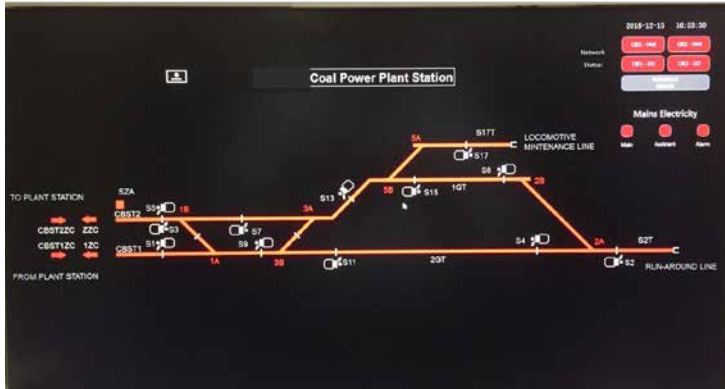 2016-12-15 16:53:30
Network
Status:
Coal Power Plant Station
Mains Electricity
Main Assistant Alarm
5A S17T
LOCOMOTIVE
MINTENANCE LINE
S17
S6
S13
5B S15 1GT 2B
TO PLANT STATION
SZA
CBST2 S5 1B 3A
CBST2ZC ZZC
S3 S7
CBST1ZC 1ZC
CBST1 S1 S9 S4 2A S2T
1A 3B S11 2GT S2
FROM PLANT STATION
RUN-AROUND LINE